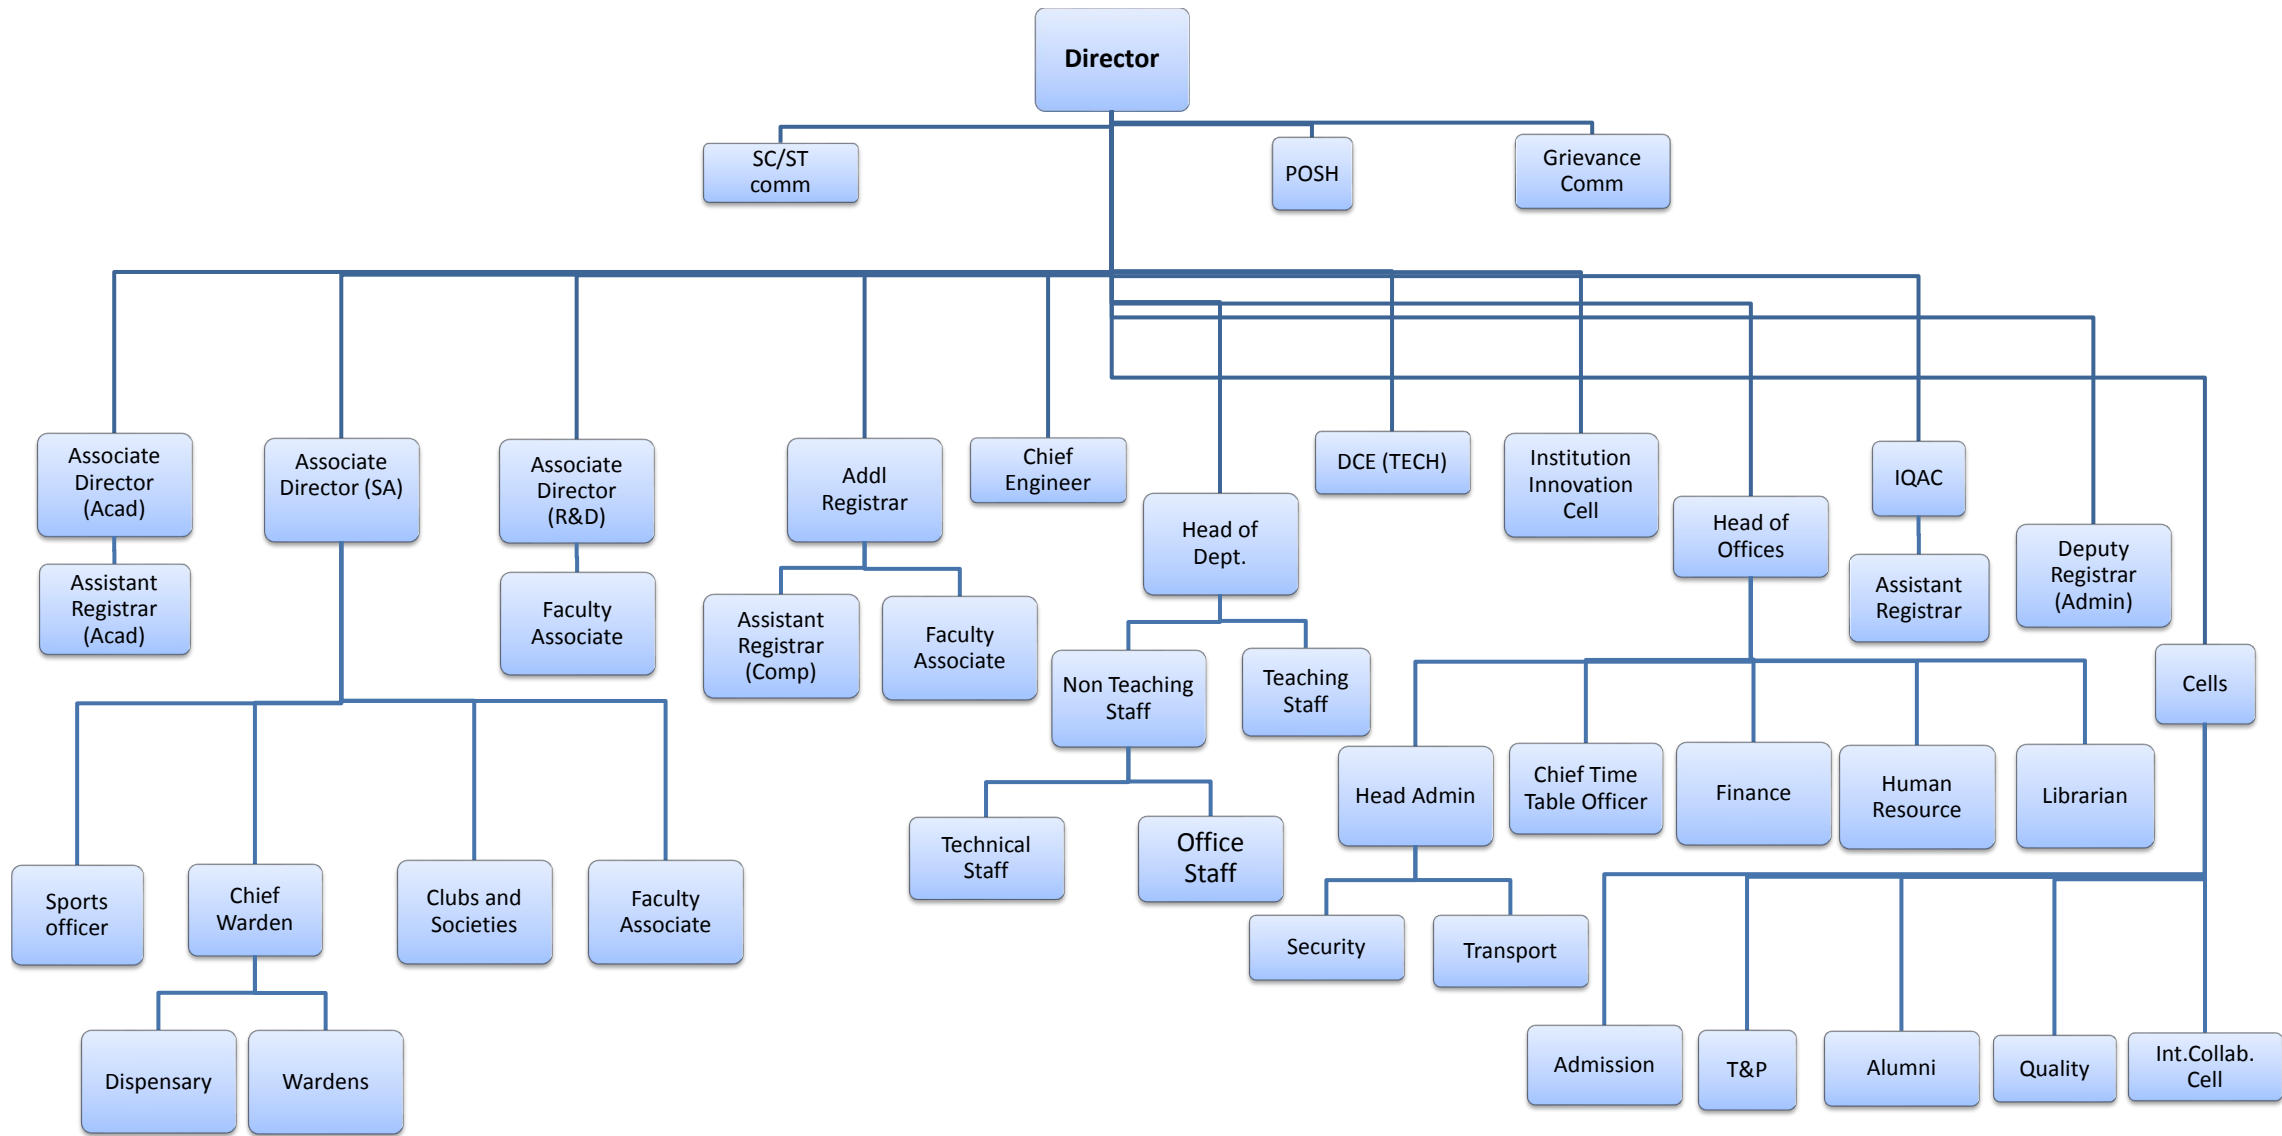 Director
SC/ST
comm
POSH
Grievance
Comm
Associate
Director
(Acad)
Associate
Director (SA)
Associate
Director
(R&D)
Addl
Registrar
Chief
Engineer
Head of
Dept.
DCE (TECH)
Institution
Innovation
Cell
Head of
Offices
IQAC
Deputy
Registrar
(Admin)
Cells
Assistant
Registrar
(Acad)
Faculty
Associate
Assistant
Registrar
(Comp)
Faculty
Associate
Non Teaching
Staff
Teaching
Staff
Assistant
Registrar
Head Admin
Chief Time
Table Officer
Finance
Human
Resource
Librarian
Technical
Staff
Office
Staff
Sports
officer
Chief
Warden
Clubs and
Societies
Faculty
Associate
Security
Transport
Dispensary
Wardens
Admission
T&P
Alumni
Quality
Int.Collab.
Cell